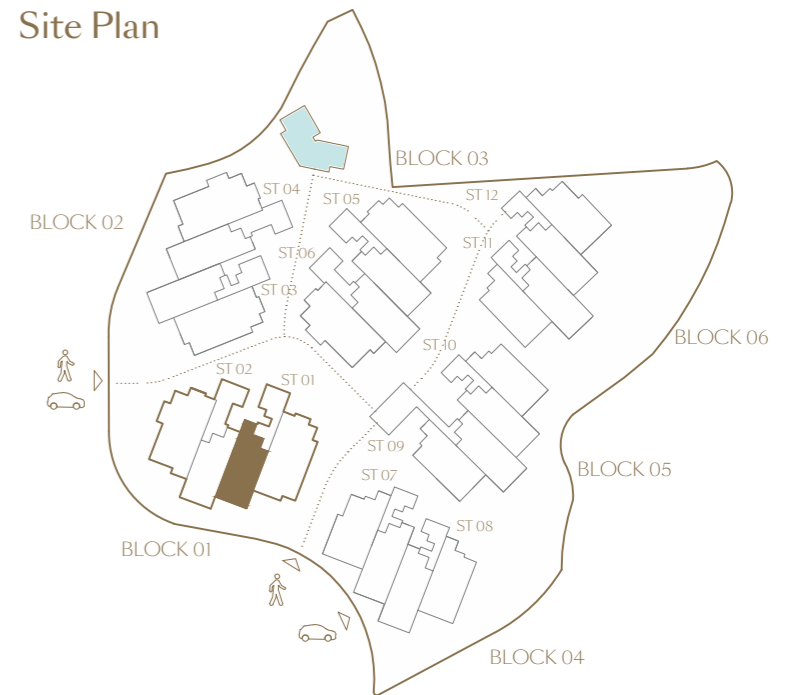 Site Plan
BLOCK 03
ST 04
ST 05
ST 12
BLOCK 02
ST 11
ST 06
ST 03
BLOCK 06
ST 10
ST 02
ST 01
ST 09
BLOCK 05
ST 07
ST 08
BLOCK 01
BLOCK 04